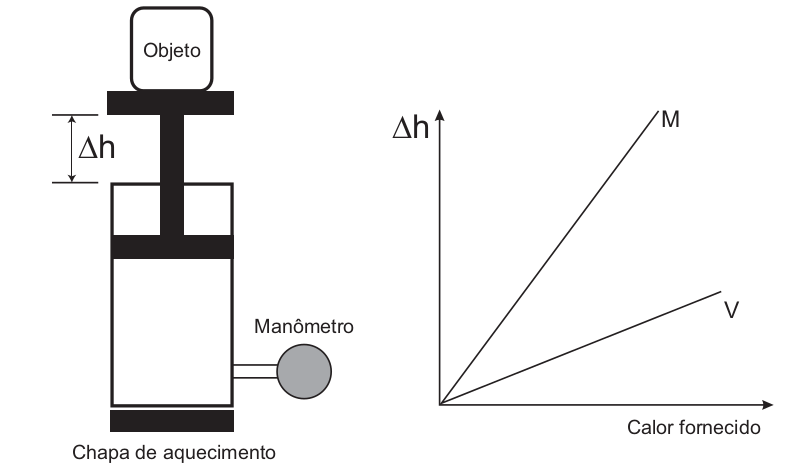 Objeto
Δh
Manômetro
Chapa de aquecimento
Δh
M
V
Calor fornecido